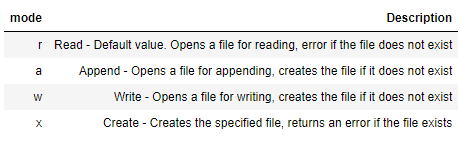 mode Description
r Read - Default value. Opens a file for reading, error if the file does not exist
a Append - Opens a file for appending, creates the file if it does not exist
w Write - Opens a file for writing, creates the file if it does not exist
x Create - Creates the specified file, returns an error if the file exists